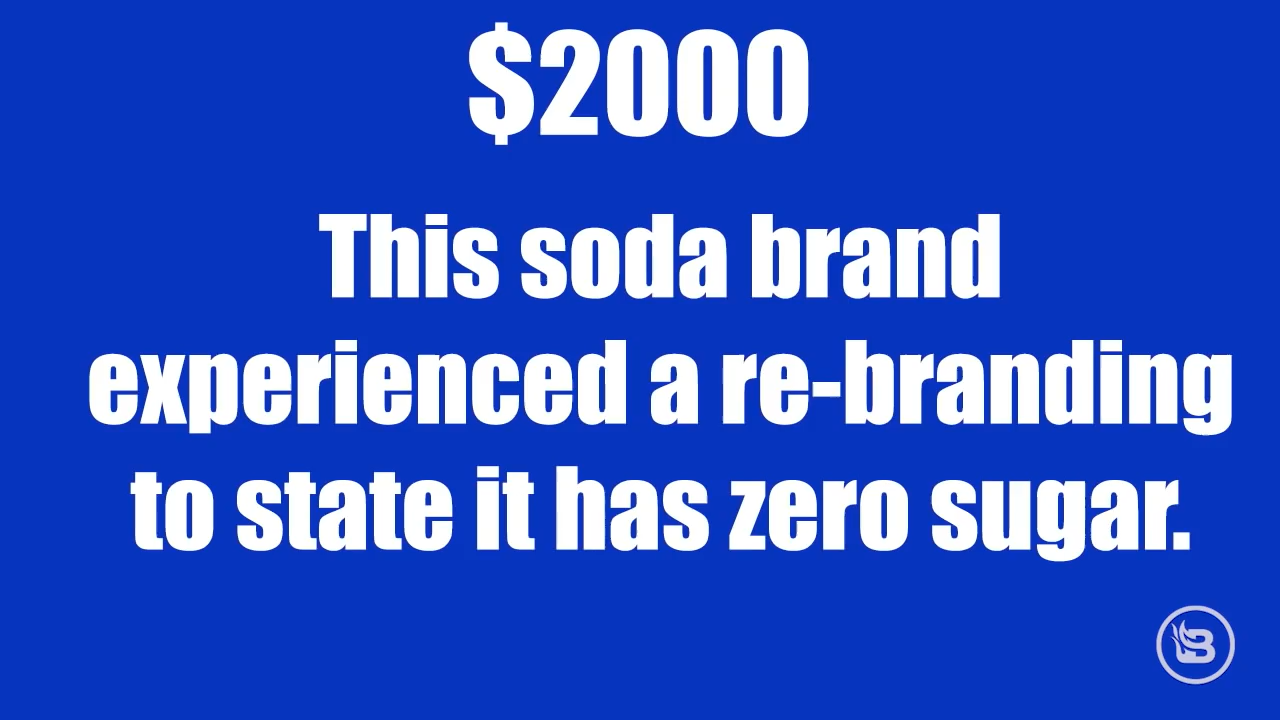 $2000
This soda brand
experienced a re-branding
to state it has zero sugar.
B